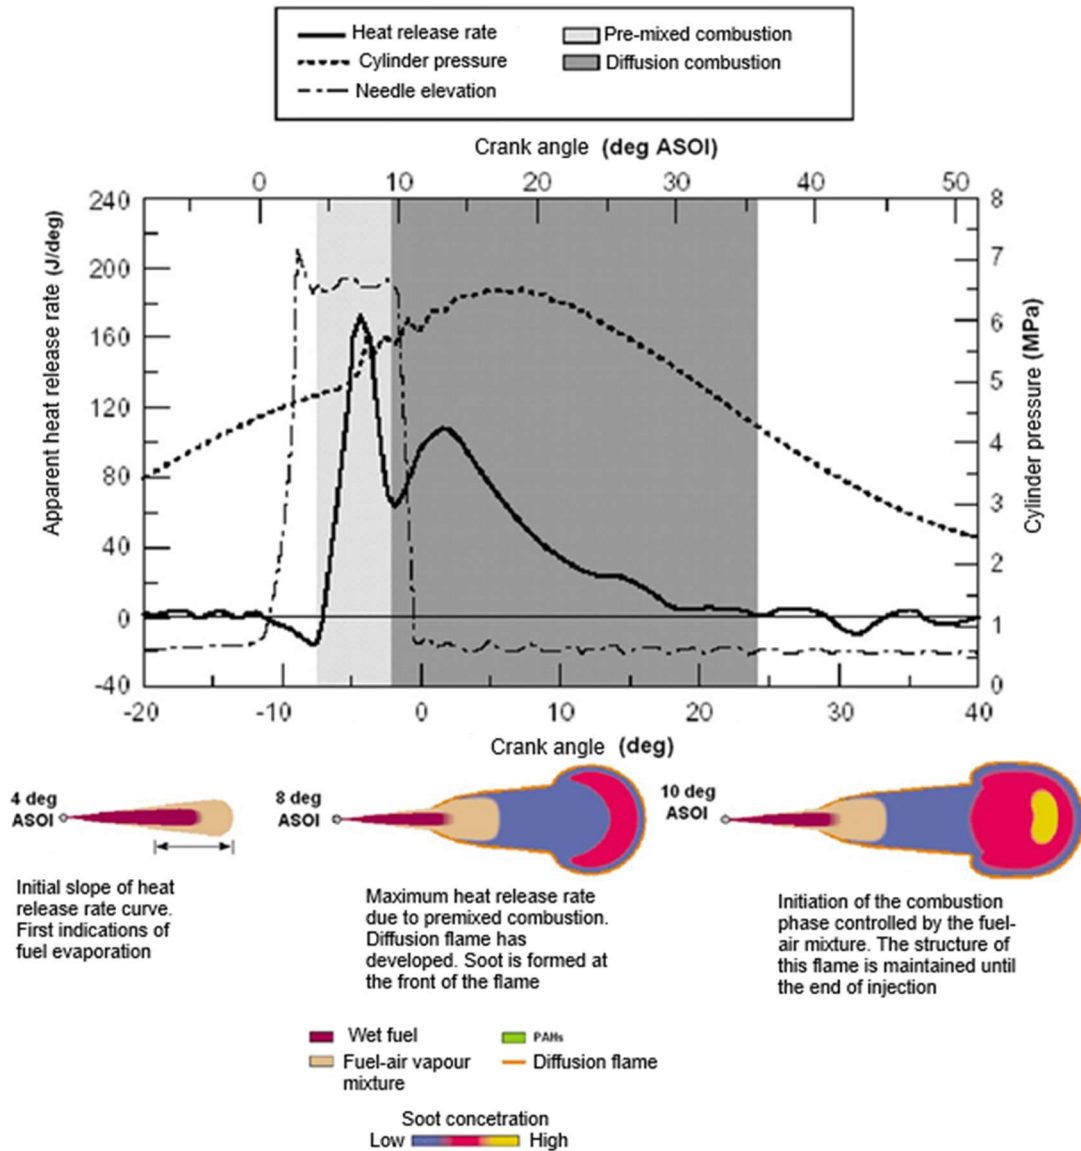 Heat release rate
Cylinder pressure
Needle elevation
Pre-mixed combustion
Diffusion combustion
Crank angle (deg ASOI)
0 10 20 30 40 50
Apparent heat release rate (J/deg)
240
200
160
120
80
40
0
-40
8
7
6
5
4
3
2
1
0
Cylinder pressure (MPa)
-20 -10 0 10 20 30 40
Crank angle (deg)
4 deg
ASOI
Initial slope of heat
release rate curve.
First indications of
fuel evaporation
8 deg
ASOI
Maximum heat release rate
due to premixed combustion.
Diffusion flame has
developed. Soot is formed at
the front of the flame
10 deg
ASOI
Initiation of the combustion
phase controlled by the fuel-
air mixture. The structure of
this flame is maintained until
the end of injection
Wet fuel
Fuel-air vapour
mixture
PAHs
Diffusion flame
Soot concetration
Low High